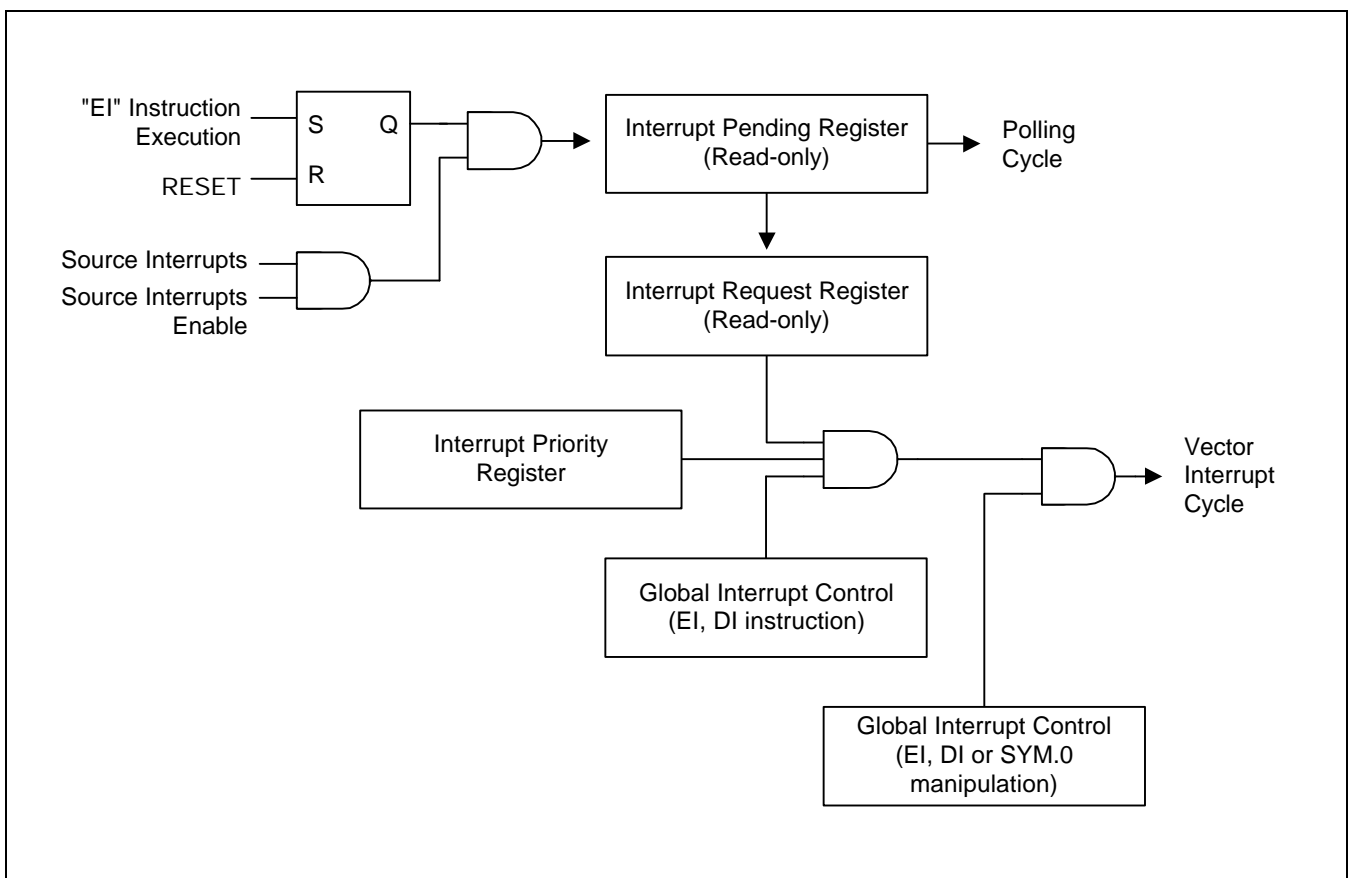 "EI" Instruction
Execution
S
Q
R
RESET
Source Interrupts
Source Interrupts
Enable
Interrupt Pending Register
(Read-only)
Polling
Cycle
Interrupt Request Register
(Read-only)
Interrupt Priority
Register
Vector
Interrupt
Cycle
Global Interrupt Control
(EI, DI instruction)
Global Interrupt Control
(EI, DI or SYM.0
manipulation)